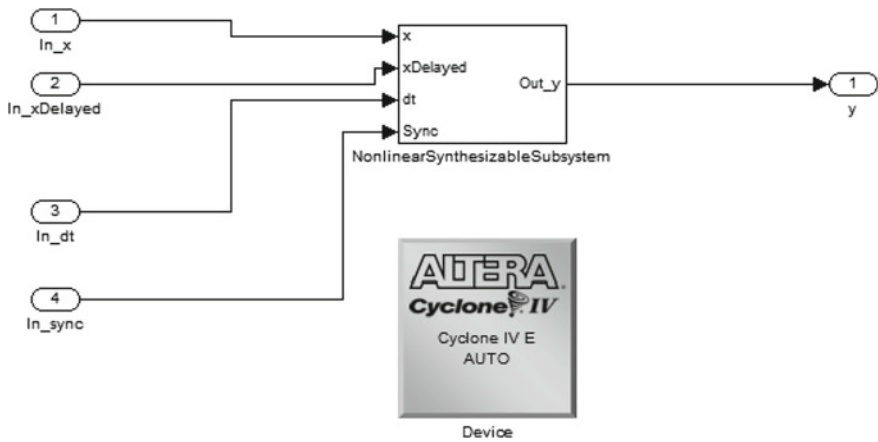 1
In_x
2
In_xDelayed
3
In_dt
4
In_sync
x
xDelayed
dt
Sync
Out_y
NonlinearSynthesizableSubsystem
1
y
ALTERA.
Cyclone IV
Cyclone IV E
AUTO
Device